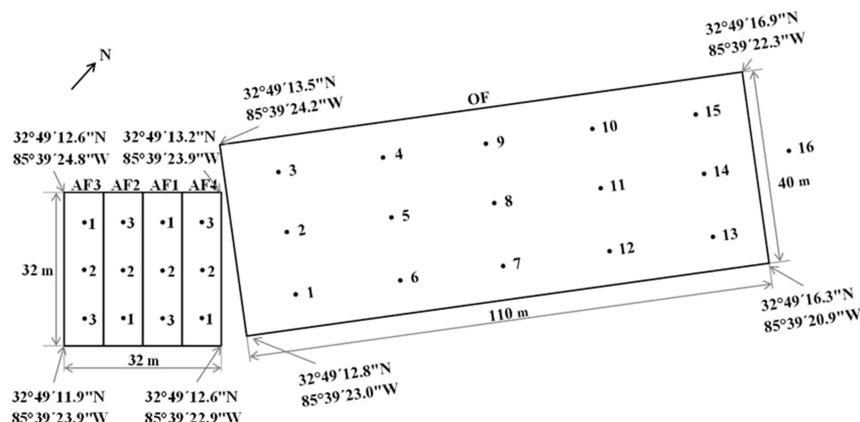 N
32°49´16.9"N
85°39´22.3"W
32°49´13.5"N
85°39´24.2"W
OF
32°49´12.6"N
85°39´24.8"W
32°49´13.2"N
85°39´23.9"W
AF3 AF2 AF1 AF4
3 4 9 10 15
16
2 5 8 11 14
40 m
1 6 7 12 13
1 3 1 3
32 m
2 2 2 2
3 1 3 1
32 m
110 m
32°49´16.3"N
85°39´20.9"W
32°49´12.8"N
85°39´23.0"W
32°49´11.9"N
85°39´23.9"W
32°49´12.6"N
85°39´22.9"W